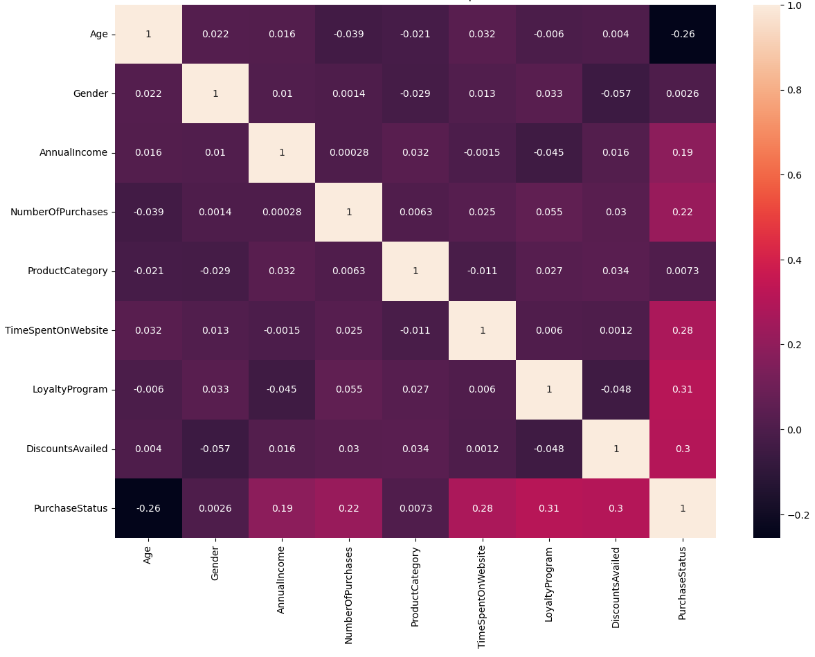 Age 1 0.022 0.016 -0.039 -0.021 0.032 -0.006 0.004 -0.26
Gender 0.022 1 0.01 0.0014 -0.029 0.013 0.033 -0.057 0.0026
AnnualIncome 0.016 0.01 1 0.00028 0.032 -0.0015 -0.045 0.016 0.19
NumberOfPurchases -0.039 0.0014 0.00028 1 0.0063 0.025 0.055 0.03 0.22
ProductCategory -0.021 -0.029 0.032 0.0063 1 -0.011 0.027 0.034 0.0073
TimeSpentOnWebsite 0.032 0.013 -0.0015 0.025 -0.011 1 0.006 0.0012 0.28
LoyaltyProgram -0.006 0.033 -0.045 0.055 0.027 0.006 1 -0.048 0.31
DiscountsAvailed 0.004 -0.057 0.016 0.03 0.034 0.0012 -0.048 1 0.3
PurchaseStatus -0.26 0.0026 0.19 0.22 0.0073 0.28 0.31 0.3 1
Age
Gender
AnnualIncome
NumberOfPurchases
ProductCategory
TimeSpentOnWebsite
LoyaltyProgram
DiscountsAvailed
PurchaseStatus
1.0
0.8
0.6
0.4
0.2
0.0
−0.2